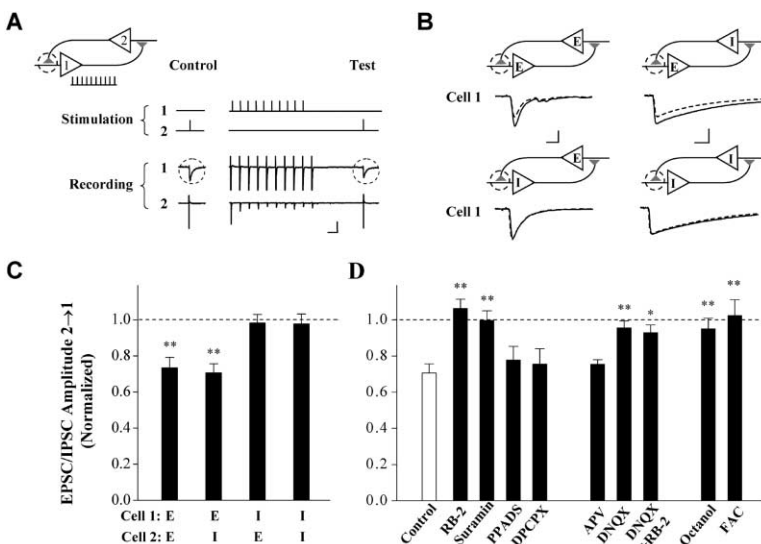 A
2
1
Control
Test
Stimulation
1
2
Recording
1
2
B
E
E
I
E
Cell 1
E
I
I
I
Cell 1
C
EPSC/IPSC Amplitude 2→1
(Normalized)
1.0
0.8
0.6
0.4
0.2
0.0
**
**
Cell 1: E E I I
Cell 2: E I E I
D
1.0
0.8
0.6
0.4
0.2
0.0
**
**
**
*
**
**
Control
RB-2
Suramin
PPADS
DPCPX
APV
DNQX
DNQX
+RB-2
Octanol
FAC